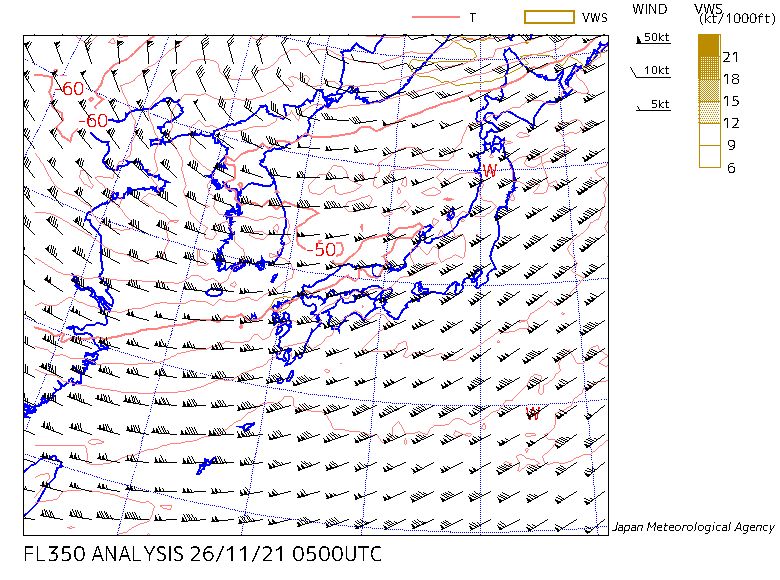 T VWS WIND VWS
(kt/1000ft)
50kt
10kt
5kt
21
18
15
12
9
6
-60
-60
W
-50
W
Japan Meteorological Agency
FL350 ANALYSIS 26/11/21 0500UTC